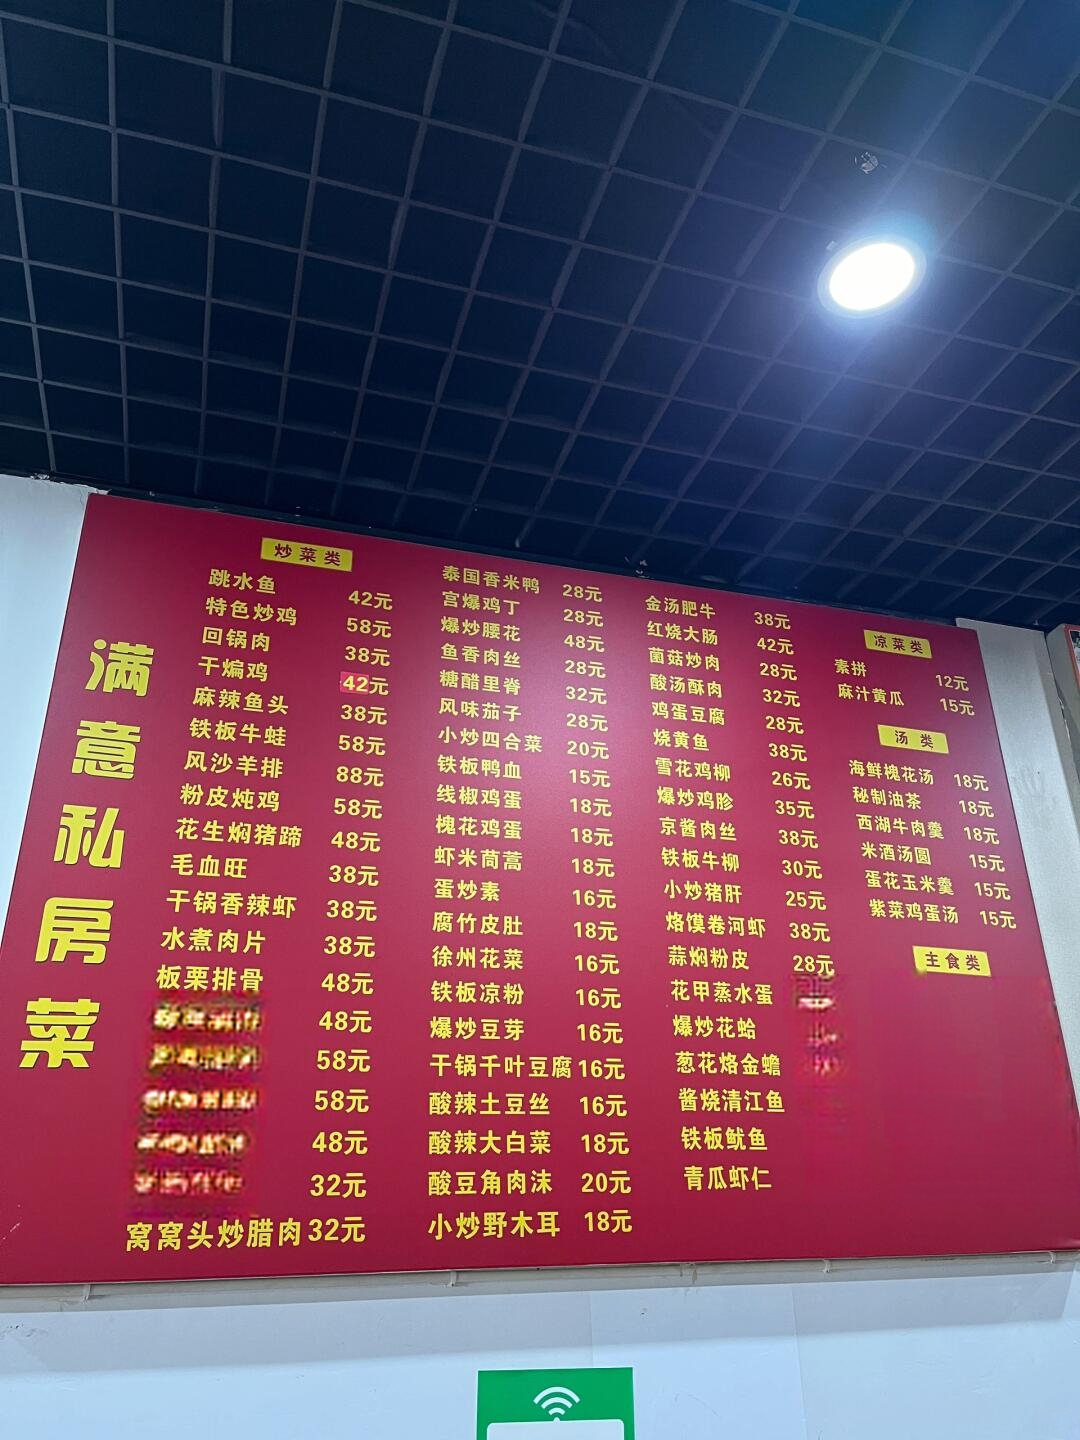 满意私房菜
炒菜类
跳水鱼 42元
特色炒鸡 58元
回锅肉 38元
干煸鸡 42元
麻辣鱼头 38元
铁板牛蛙 58元
风沙羊排 88元
粉皮炖鸡 58元
花生焖猪蹄 48元
毛血旺 38元
干锅香辣虾 38元
水煮肉片 38元
板栗排骨 48元
48元
58元
58元
48元
32元
窝窝头炒腊肉 32元
泰国香米鸭 28元
宫爆鸡丁 28元
爆炒腰花 48元
鱼香肉丝 28元
糖醋里脊 32元
风味茄子 28元
小炒四合菜 20元
铁板鸭血 15元
线椒鸡蛋 18元
槐花鸡蛋 18元
虾米茼蒿 18元
蛋炒素 16元
腐竹皮肚 18元
徐州花菜 16元
铁板凉粉 16元
爆炒豆芽 16元
干锅千叶豆腐 16元
酸辣土豆丝 16元
酸辣大白菜 18元
酸豆角肉沫 20元
小炒野木耳 18元
金汤肥牛 38元
红烧大肠 42元
菌菇炒肉 28元
酸汤酥肉 32元
鸡蛋豆腐 28元
烧黄鱼 38元
雪花鸡柳 26元
爆炒鸡胗 35元
京酱肉丝 38元
铁板牛柳 30元
小炒猪肝 25元
烙馍卷河虾 38元
蒜焖粉皮 28元
花甲蒸水蛋
爆炒花蛤
葱花烙金蟾
酱烧清江鱼
铁板鱿鱼
青瓜虾仁
凉菜类
素拼 12元
麻汁黄瓜 15元
汤类
海鲜槐花汤 18元
秘制油茶 18元
西湖牛肉羹 18元
米酒汤圆 15元
蛋花玉米羹 15元
紫菜鸡蛋汤 15元
主食类